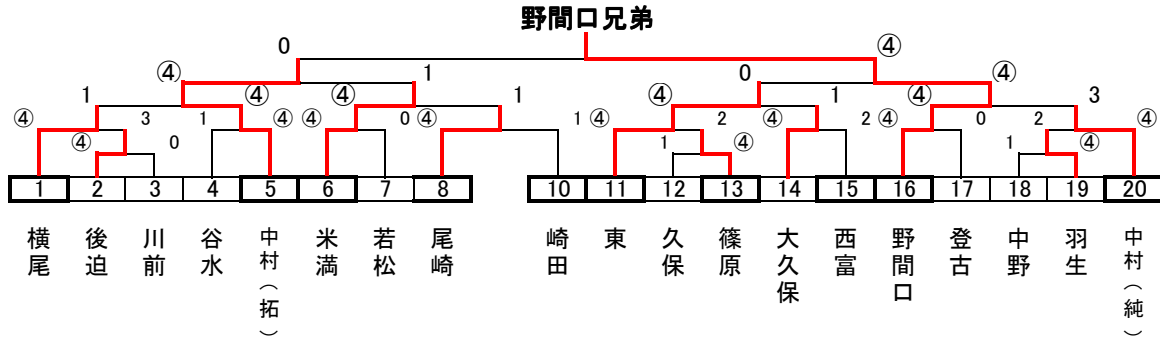 野間口兄弟
0 ④
④ 1 0 ④
1 ④ ④ 1 ④ 1 ④ 3
④ 3 1 ④ ④ 0 ④ 1 ④ 2 ④ 2 ④ 0 2 ④
④ 0 1 ④ 1 ④
1 2 3 4 5 6 7 8 10 11 12 13 14 15 16 17 18 19 20
横尾 後迫 川前 谷水 中村(拓) 米満 若松 尾崎 崎田 東 久保 篠原 大久保 西富 野間口 登古 中野 羽生 中村(純)